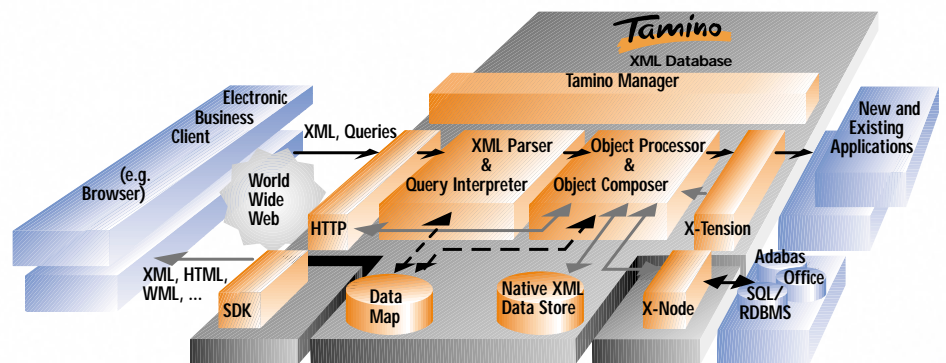 Tamino
XML Database
Tamino Manager
Electronic
Business
Client
(e.g.
Browser)
XML, Queries
World
Wide
Web
HTTP
XML Parser
&
Query Interpreter
Object Processor
&
Object Composer
X-Tension
New and
Existing
Applications
XML, HTML,
WML, ...
SDK
Data
Map
Native XML
Data Store
X-Node
Adabas
Office
SQL/
RDBMS